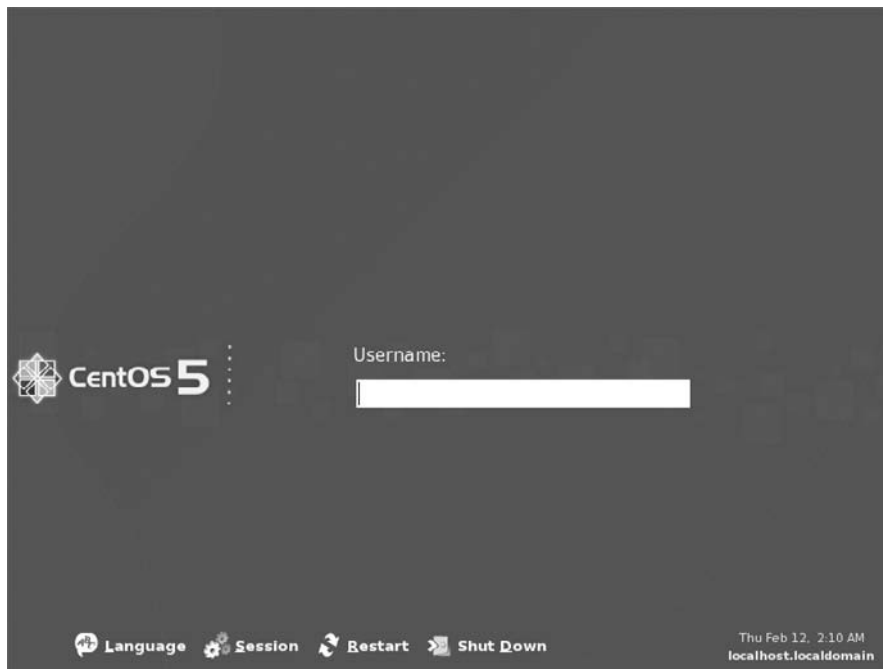 Username:
CentOS 5
Language Session Restart Shut Down
Thu Feb 12, 2:10 AM
localhost.localdomain